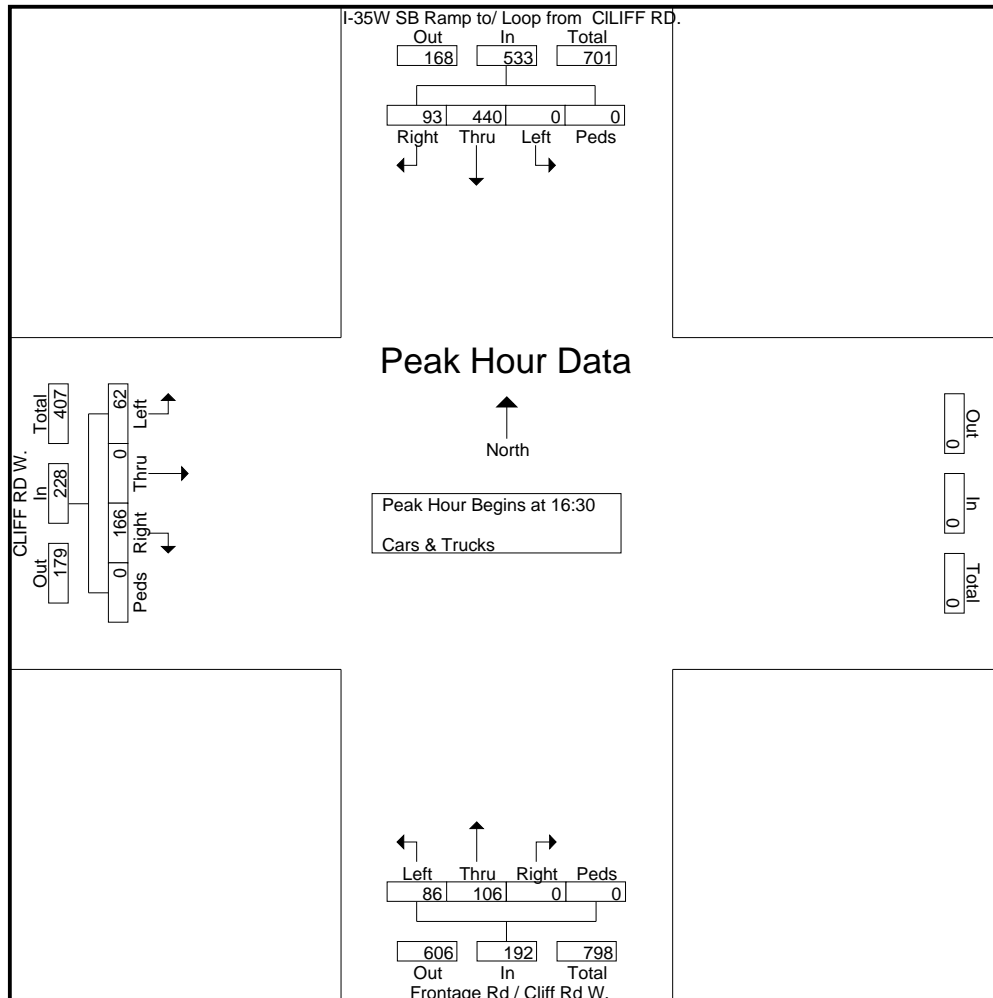 I-35W SB Ramp to/ Loop from CILIFF RD.
Out In Total
168 533 701
93 440 0 0
Right Thru Left Peds
Peak Hour Data
North
Peak Hour Begins at 16:30
Cars & Trucks
CLIFF RD W.
Out In Total
179 228 407
0 166 0 62
Peds Right Thru Left
Out In Total
0 0 0
Left Thru Right Peds
86 106 0 0
606 192 798
Out In Total
Frontage Rd / Cliff Rd W.